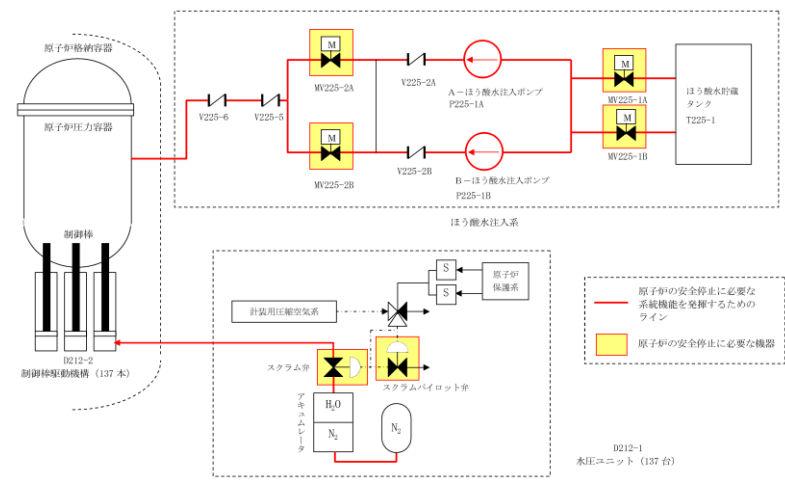 原子炉格納容器
原子炉圧力容器
制御棒
D212-2
制御棒駆動機構（137 本）
V225-6
V225-5
M
MV225-2A
M
MV225-2B
V225-2A
V225-2B
A－ほう酸水注入ポンプ
P225-1A
B－ほう酸水注入ポンプ
P225-1B
M
MV225-1A
M
MV225-1B
ほう酸水貯蔵
タンク
T225-1
ほう酸水注入系
S
S
原子炉
保護系
計装用圧縮空気系
スクラム弁
スクラムパイロット弁
アキュムレータ
H2O
N2
N2
D212-1
水圧ユニット（137 台）
原子炉の安全停止に必要な
系統機能を発揮するための
ライン
原子炉の安全停止に必要な機器